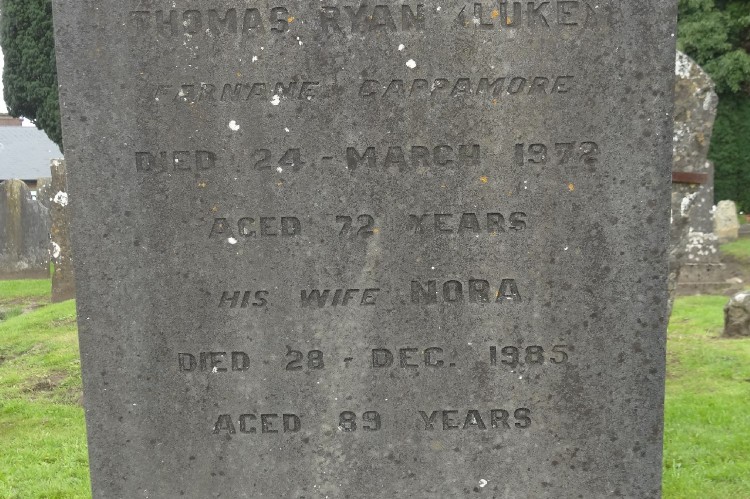 THOMAS RYAN (LUKE)
FARNANE CAPPAMORE
DIED 24 - MARCH 1972
AGED 72 YEARS
HIS WIFE NORA
DIED 28 - DEC. 1985
AGED 89 YEARS